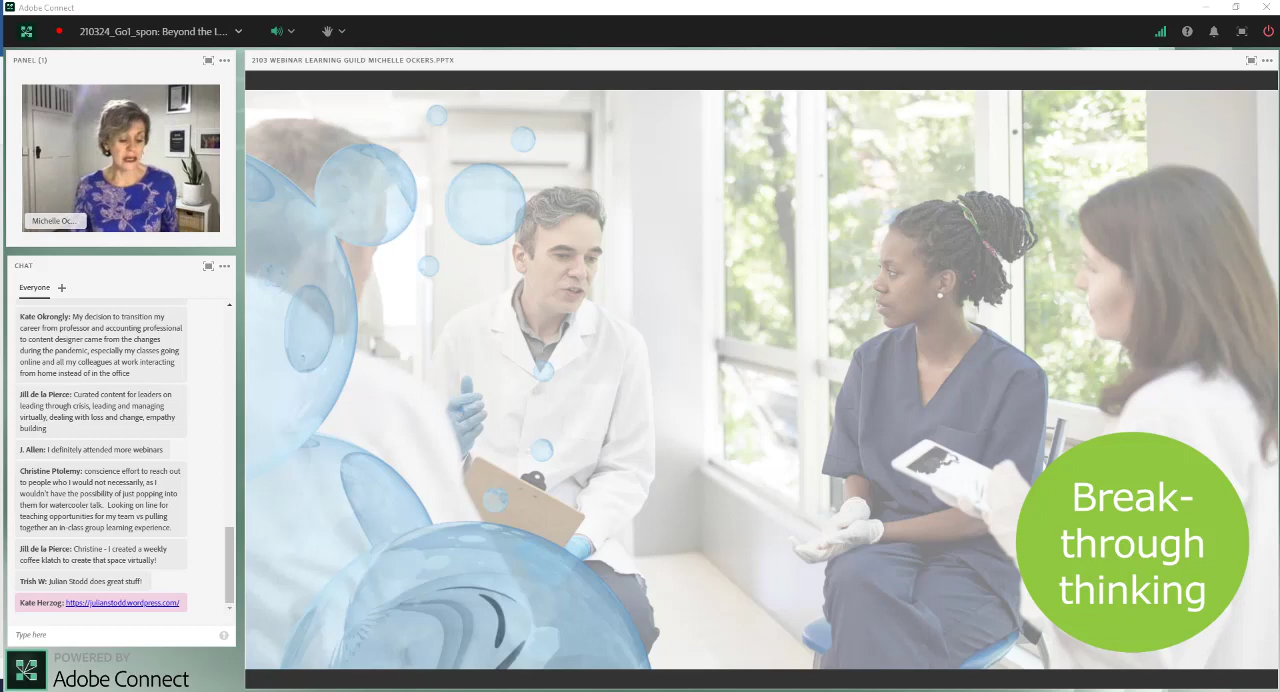 Adobe Connect
210324_Go1_spon: Beyond the L...
PANEL (1)
Michelle Oc...
CHAT
Everyone
Kate Okrongly: My decision to transition my
career from professor and accounting professional
to content designer came from the changes
during the pandemic, especially my classes going
online and all my colleagues at work interacting
from home instead of in the office
Jill de la Pierce: Curated content for leaders on
leading through crisis, leading and managing
virtually, dealing with loss and change, empathy
building
J. Allen: I definitely attended more webinars
Christine Ptolemy: conscience effort to reach out
to people who I would not necessarily, as I
wouldn't have the possibility of just popping into
them for watercooler talk. Looking on line for
teaching opportunities for my team vs pulling
together an in-class group learning experience.
Jill de la Pierce: Christine - I created a weekly
coffee klatch to create that space virtually!
Trish W: Julian Stodd does great stuff!
Kate Herzog: https://julianstodd.wordpress.com/
Type here
POWERED BY
Adobe Connect
2103 WEBINAR LEARNING GUILD MICHELLE OCKERS.PPTX
Break-
through
thinking